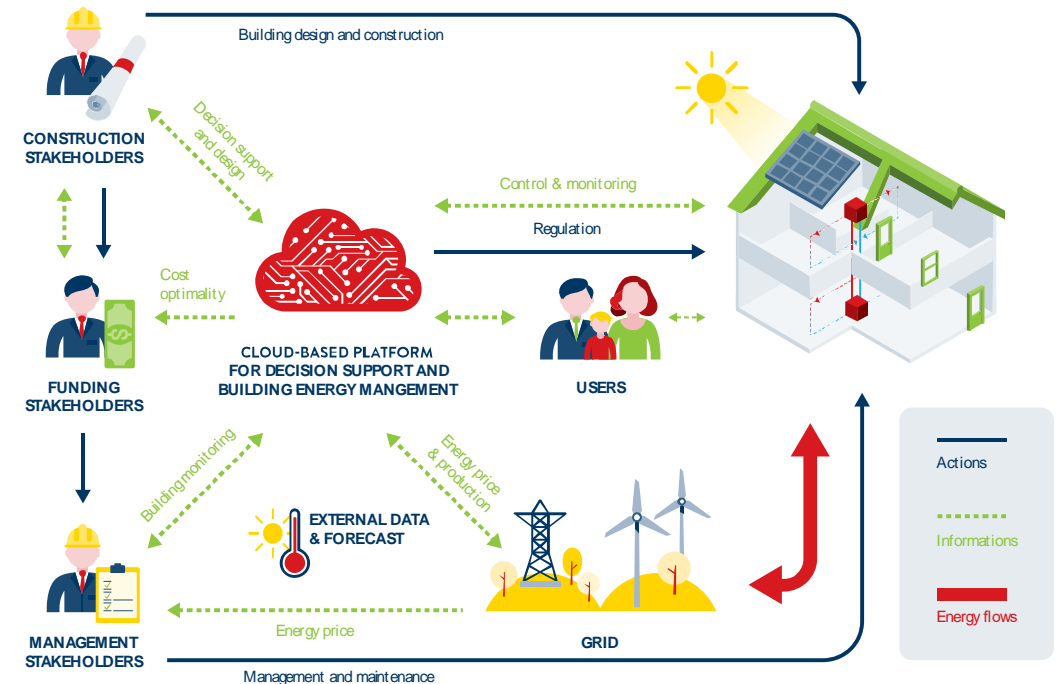 Building design and construction
CONSTRUCTION
STAKEHOLDERS
Decision support
and design
Control & monitoring
Regulation
Cost
optimality
CLOUD-BASED PLATFORM
FOR DECISION SUPPORT AND
BUILDING ENERGY MANGEMENT
USERS
FUNDING
STAKEHOLDERS
Building monitoring
Energy price
& production
EXTERNAL DATA
& FORECAST
Actions
Informations
Energy flows
Energy price
GRID
MANAGEMENT
STAKEHOLDERS
Management and maintenance